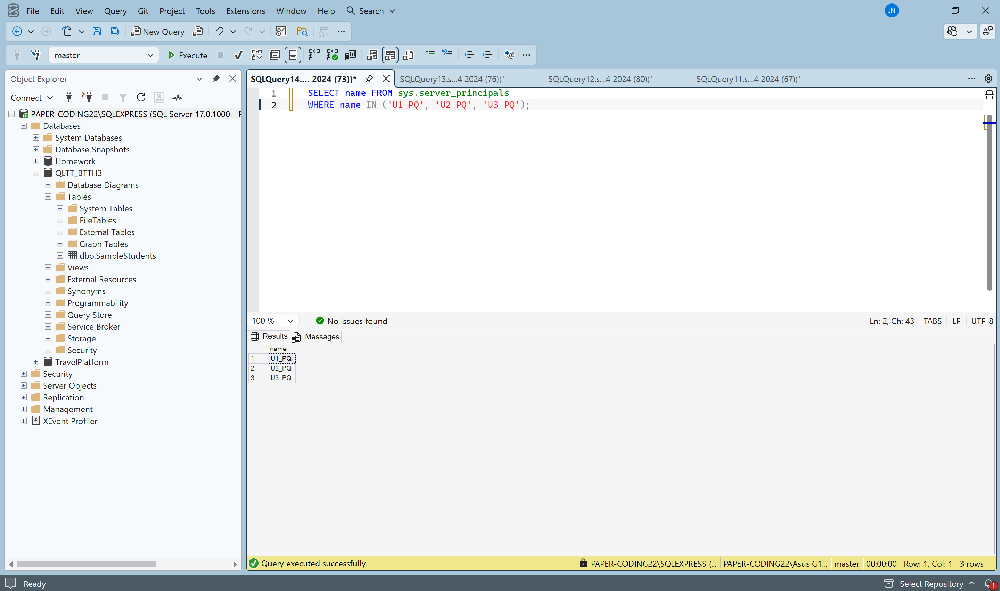 File Edit View Query Git Project Tools Extensions Window Help Search JN
New Query
master Execute
Object Explorer
Connect
PAPER-CODING22\SQLEXPRESS (SQL Server 17.0.1000 -
Databases
System Databases
Database Snapshots
Homework
QLTT_BTTH3
Database Diagrams
Tables
System Tables
FileTables
External Tables
Graph Tables
dbo.SampleStudents
Views
External Resources
Synonyms
Programmability
Query Store
Service Broker
Storage
Security
TravelPlatform
Security
Server Objects
Replication
Management
XEvent Profiler
SQLQuery14.... 2024 (73))* SQLQuery13.s...4 2024 (76))* SQLQuery12.s...4 2024 (80))* SQLQuery11.s...4 2024 (67))*
1 SELECT name FROM sys.server_principals
2 WHERE name IN ('U1_PQ', 'U2_PQ', 'U3_PQ');
100 % No issues found Ln: 2, Ch: 43 TABS LF UTF-8
Results Messages
name
1 U1_PQ
2 U2_PQ
3 U3_PQ
Query executed successfully. PAPER-CODING22\SQLEXPRESS (... PAPER-CODING22\Asus G1... master 00:00:00 Row: 1, Col: 1 3 rows
Ready Select Repository 1